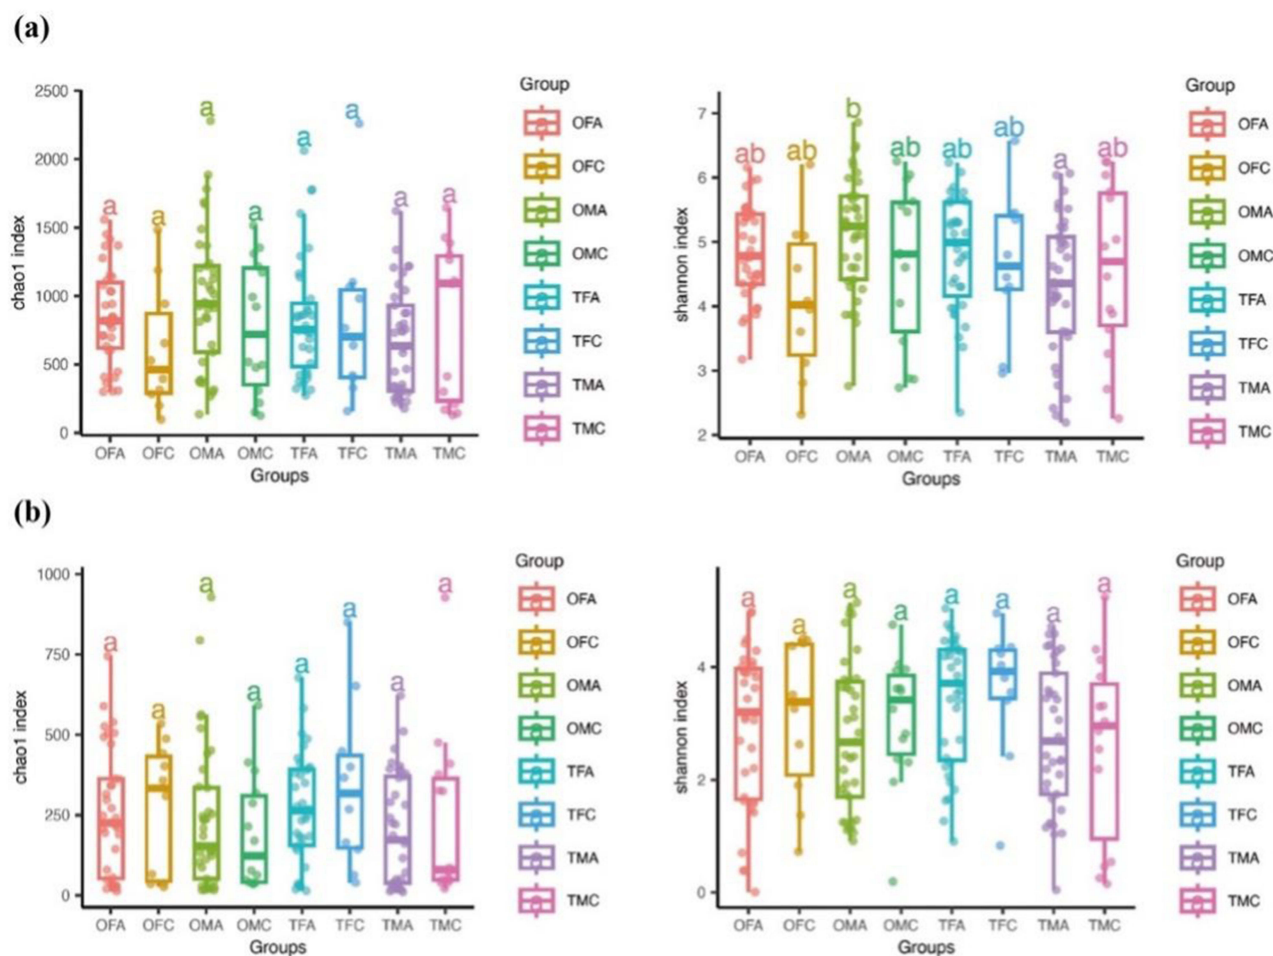 (a)
chao1 index
2500
2000
1500
1000
500
0
a a a a a a a a
OFA OFC OMA OMC TFA TFC TMA TMC
Groups
Group
OFA
OFC
OMA
OMC
TFA
TFC
TMA
TMC
shannon index
7
6
5
4
3
2
ab ab b ab ab ab a ab
OFA OFC OMA OMC TFA TFC TMA TMC
Groups
Group
OFA
OFC
OMA
OMC
TFA
TFC
TMA
TMC
(b)
chao1 index
1000
750
500
250
0
a a a a a a a a
OFA OFC OMA OMC TFA TFC TMA TMC
Groups
Group
OFA
OFC
OMA
OMC
TFA
TFC
TMA
TMC
shannon index
4
2
0
a a a a a a a a
OFA OFC OMA OMC TFA TFC TMA TMC
Groups
Group
OFA
OFC
OMA
OMC
TFA
TFC
TMA
TMC